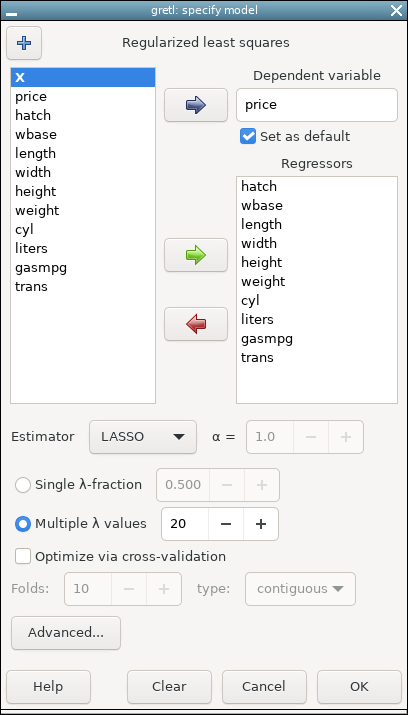 gretl: specify model
Regularized least squares
X
price
hatch
wbase
length
width
height
weight
cyl
liters
gasmpg
trans
Dependent variable
price
Set as default
Regressors
hatch
wbase
length
width
height
weight
cyl
liters
gasmpg
trans
Estimator LASSO α = 1.0 − +
Single λ-fraction 0.500 − +
Multiple λ values 20 − +
Optimize via cross-validation
Folds: 10 − + type: contiguous
Advanced...
Help Clear Cancel OK